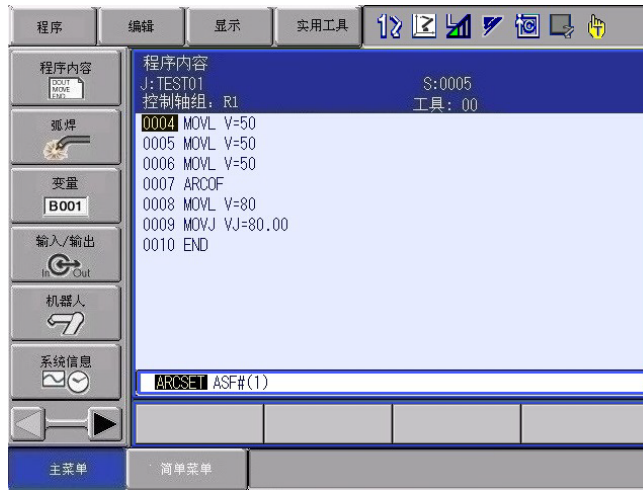 程序 编辑 显示 实用工具
程序内容
DOUT
MOVE
END
弧焊
变量
B001
输入/输出
In Out
机器人
系统信息
主菜单 简单菜单
程序内容
J:TEST01 S:0005
控制轴组: R1 工具: 00
0004 MOVL V=50
0005 MOVL V=50
0006 MOVL V=50
0007 ARCOF
0008 MOVL V=80
0009 MOVJ VJ=80.00
0010 END
ARCSET ASF#(1)